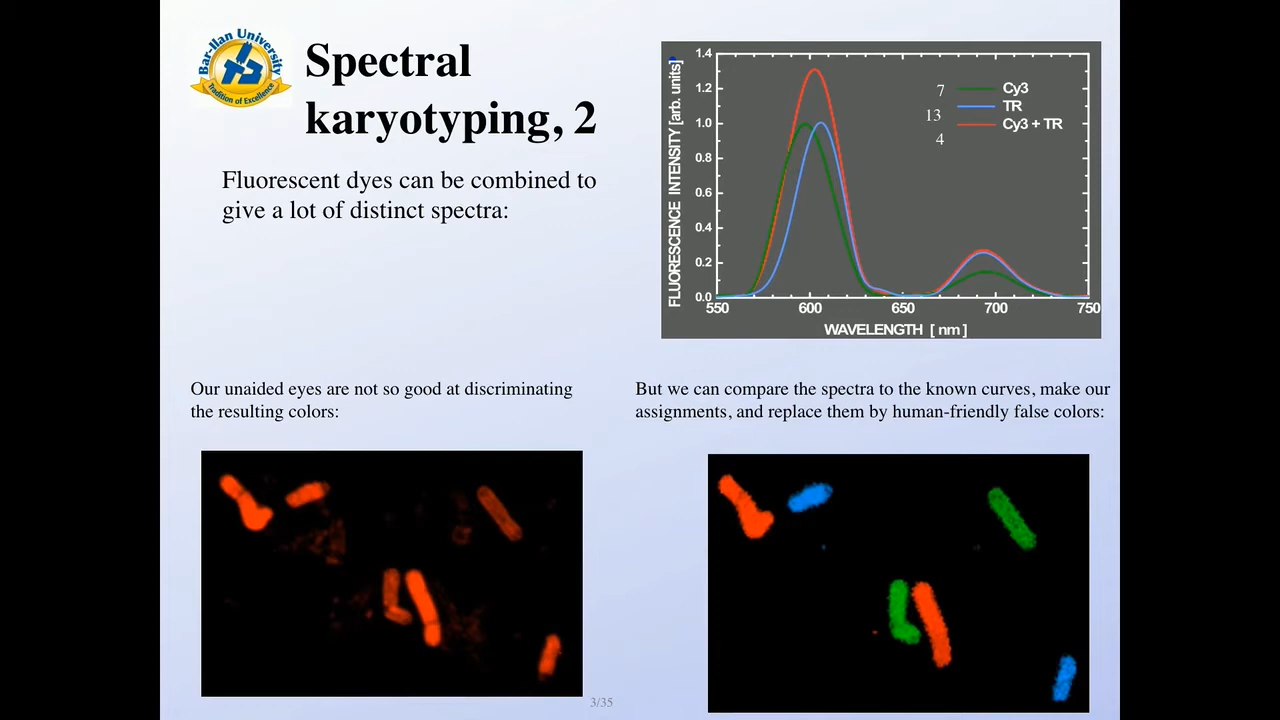 Bar-Ilan University
Tradition of Excellence
Spectral
karyotyping, 2
Fluorescent dyes can be combined to
give a lot of distinct spectra:
FLUORESCENCE INTENSITY [arb. units]
1.4
1.2
1.0
0.8
0.6
0.4
0.2
0.0
7 Cy3
13 TR
4 Cy3 + TR
550 600 650 700 750
WAVELENGTH [ nm ]
Our unaided eyes are not so good at discriminating
the resulting colors:
But we can compare the spectra to the known curves, make our
assignments, and replace them by human-friendly false colors:
3/35